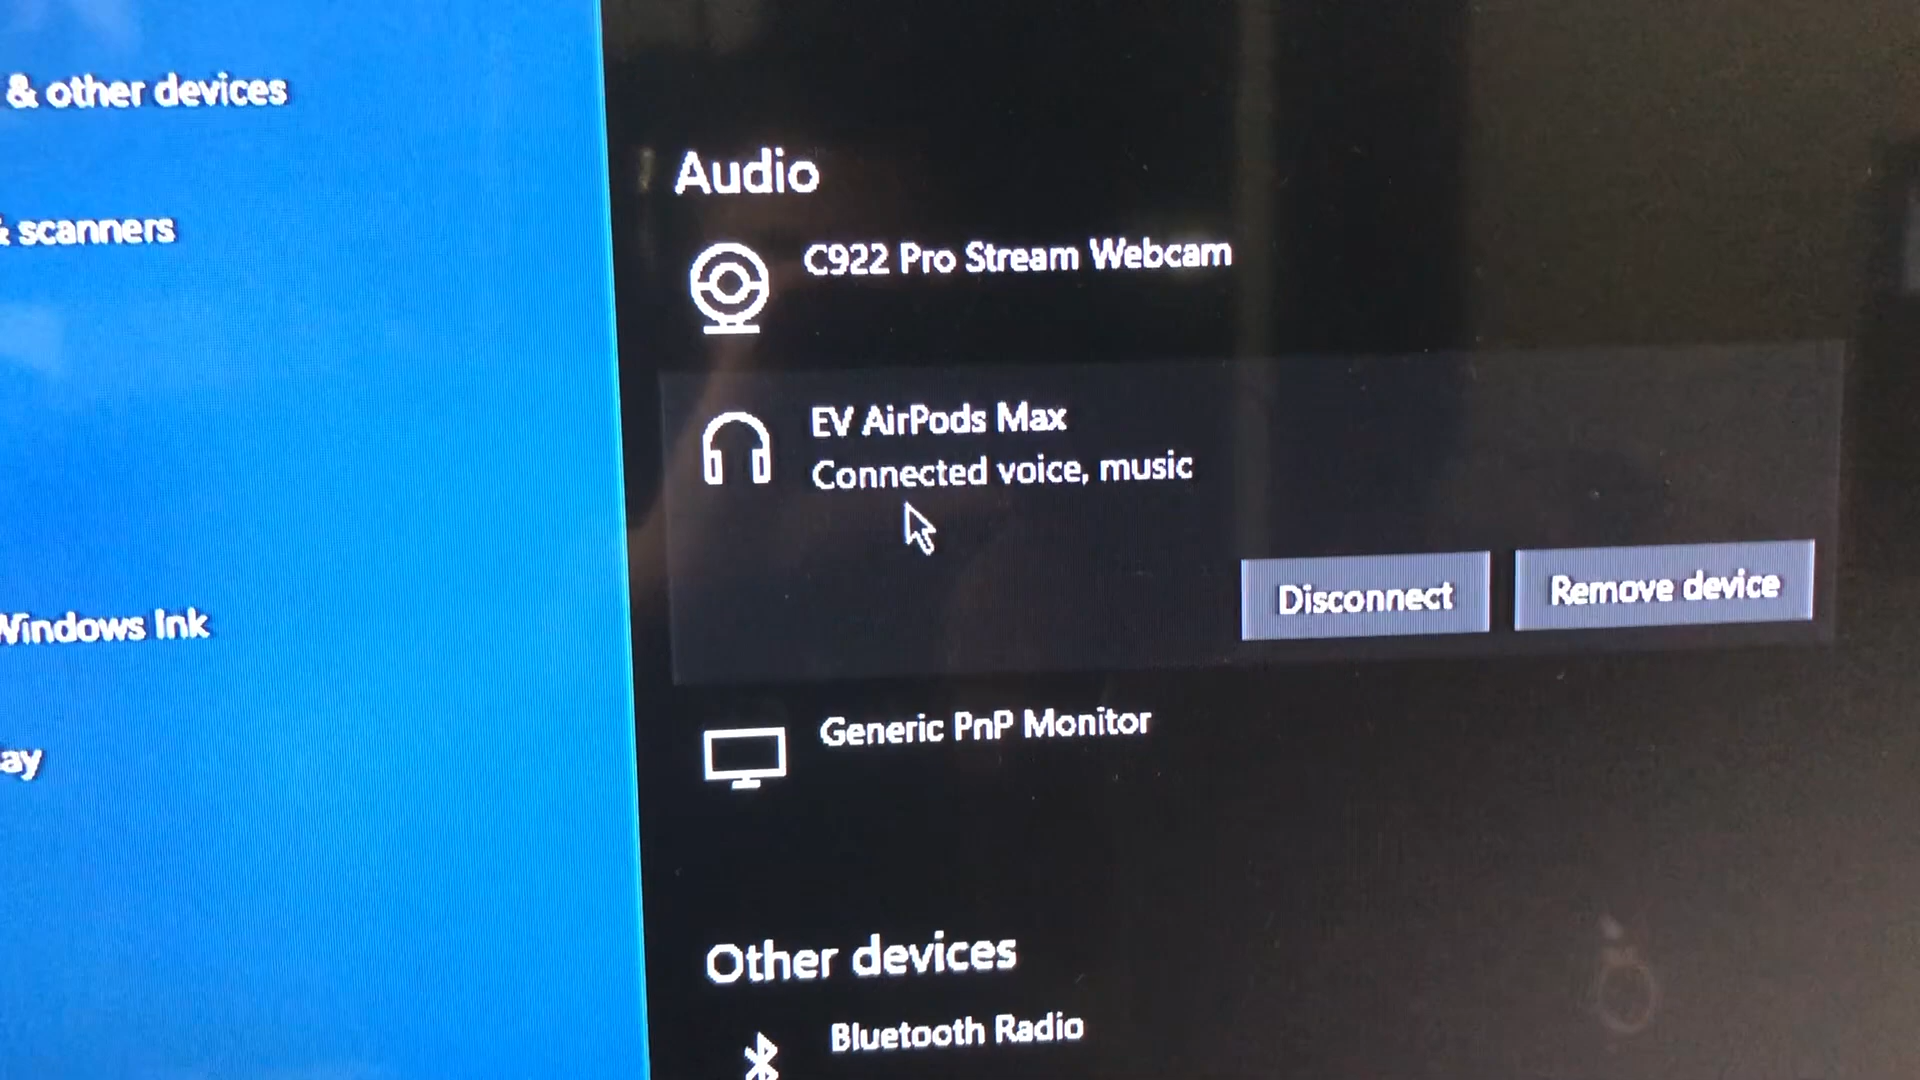 & other devices
& scanners
Windows Ink
ay
Audio
C922 Pro Stream Webcam
EV AirPods Max
Connected voice, music
Disconnect
Remove device
Generic PnP Monitor
Other devices
Bluetooth Radio